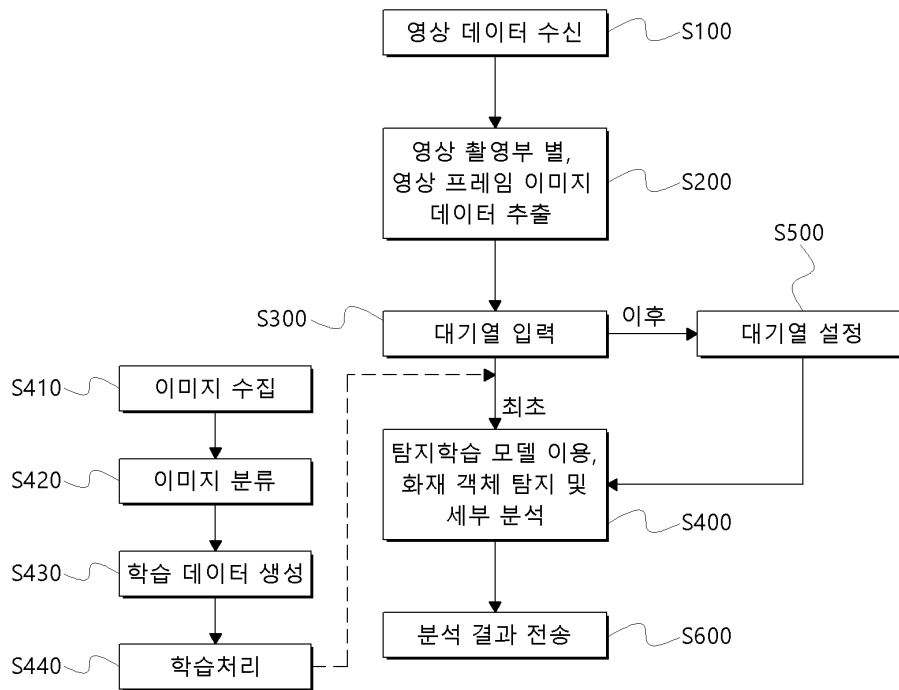 영상 데이터 수신
S100
영상 촬영부 별,
영상 프레임 이미지
데이터 추출
S200
S500
S300
대기열 입력
이후
대기열 설정
S410
이미지 수집
최초
S420
이미지 분류
탐지학습 모델 이용,
화재 객체 탐지 및
세부 분석
S400
S430
학습 데이터 생성
분석 결과 전송
S600
S440
학습처리